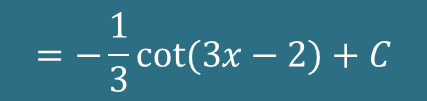 = −1/3 cot(3x − 2) + C